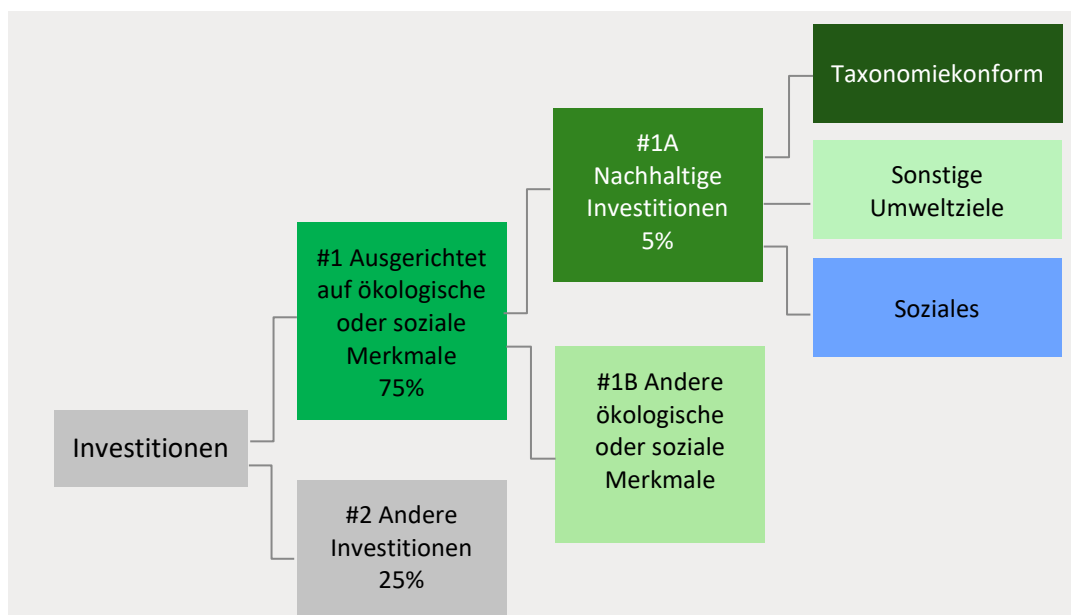 Investitionen
#1 Ausgerichtet
auf ökologische
oder soziale
Merkmale
75%
#2 Andere
Investitionen
25%
#1A
Nachhaltige
Investitionen
5%
#1B Andere
ökologische
oder soziale
Merkmale
Taxonomiekonform
Sonstige
Umweltziele
Soziales